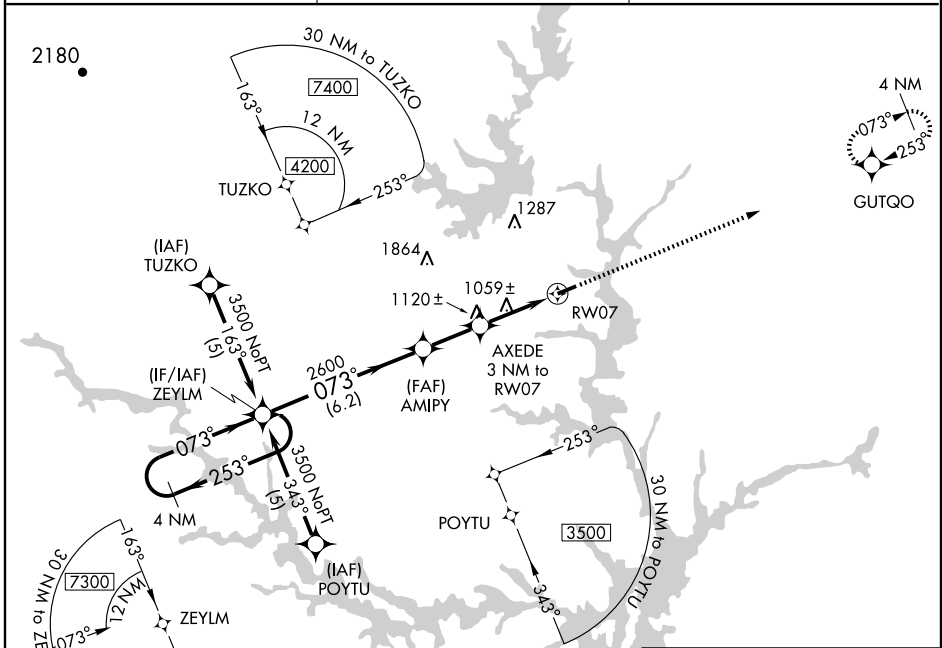 2180
30 NM to TUZKO
7400
163°
12 NM
4200
253°
TUZKO
4 NM
073°
253°
GUTQO
1287
1864
(IAF)
TUZKO
3500 NoPT
163°
(5)
1120±
1059±
RW07
AXEDE
3 NM to
RW07
2600
073°
(6.2)
(FAF)
AMIPY
(IF/IAF)
ZEYLM
073°
253°
4 NM
3500 NoPT
343°
(5)
(IAF)
POYTU
253°
POYTU
3500
30 NM to POYTU
343°
163°
30 NM to ZE
7300
12 NM
073°
ZEYLM